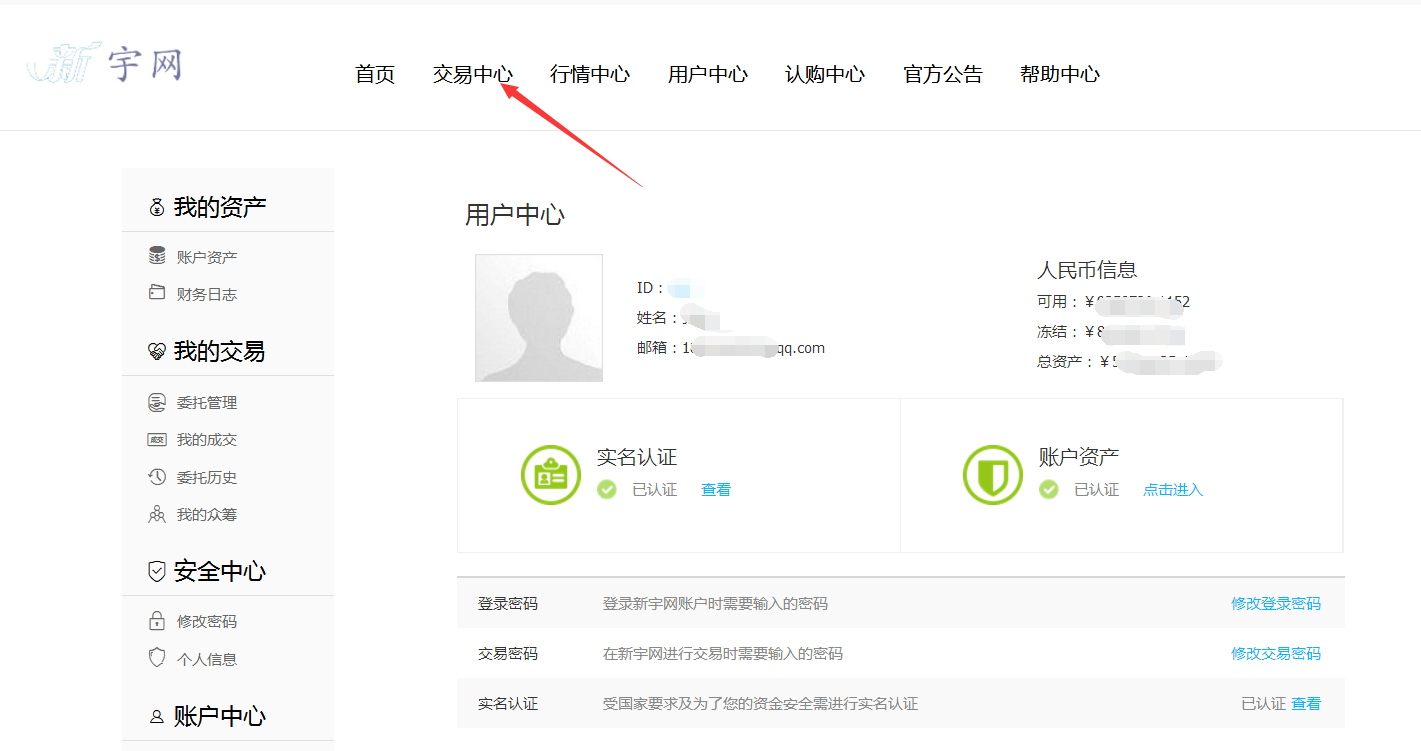 新宇网
首页 交易中心 行情中心 用户中心 认购中心 官方公告 帮助中心
我的资产
账户资产
财务日志
我的交易
委托管理
我的成交
委托历史
我的众筹
安全中心
修改密码
个人信息
账户中心
用户中心
ID：
姓名：
邮箱：18 qq.com
人民币信息
可用：￥ 152
冻结：￥8
总资产：￥5
实名认证
已认证 查看
账户资产
已认证 点击进入
登录密码 登录新宇网账户时需要输入的密码 修改登录密码
交易密码 在新宇网进行交易时需要输入的密码 修改交易密码
实名认证 受国家要求及为了您的资金安全需进行实名认证 已认证 查看